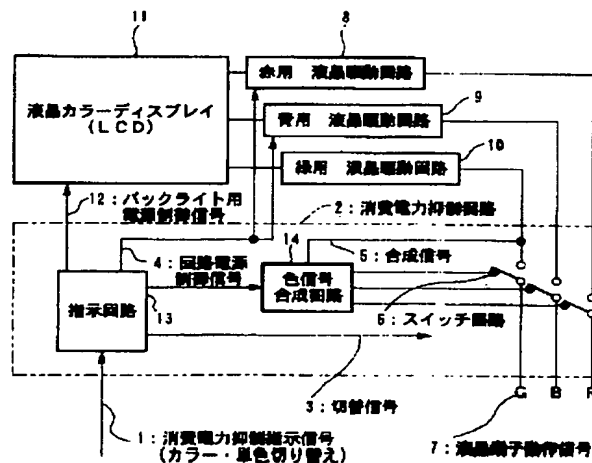 11
8
赤用 液晶駆動回路
9
液晶カラーディスプレイ
(LCD)
費用 液晶駆動回路
10
緑用 液晶駆動回路
12:バックライト用
電源制御信号
2:消費電力抑制回路
14
4:回路電源
制御信号
5:合成信号
色信号
合成回路
指示回路
13
6:スイッチ回路
3:切替信号
G B R
1:消費電力抑制指示信号
(カラー・単色切り替え)
7:液晶端子動作信号